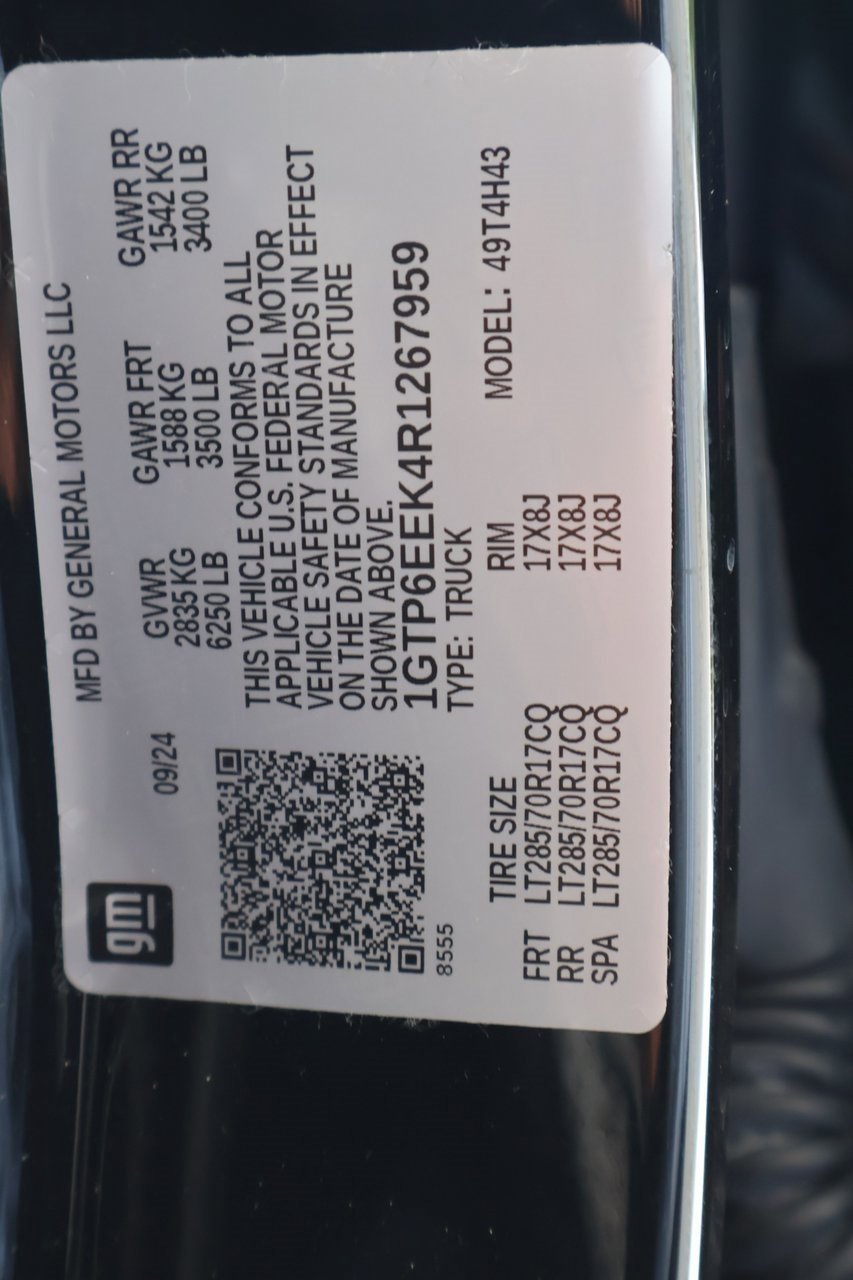 gm
MFD BY GENERAL MOTORS LLC
09/24
GVWR GAWR FRT GAWR RR
2835 KG 1588 KG 1542 KG
6250 LB 3500 LB 3400 LB
THIS VEHICLE CONFORMS TO ALL
APPLICABLE U.S. FEDERAL MOTOR
VEHICLE SAFETY STANDARDS IN EFFECT
ON THE DATE OF MANUFACTURE
SHOWN ABOVE.
1GTP6EEK4R1267959
8555
TYPE: TRUCK
MODEL: 49T4H43
TIRE SIZE RIM
FRT LT285/70R17CQ 17X8J
RR LT285/70R17CQ 17X8J
SPA LT285/70R17CQ 17X8J